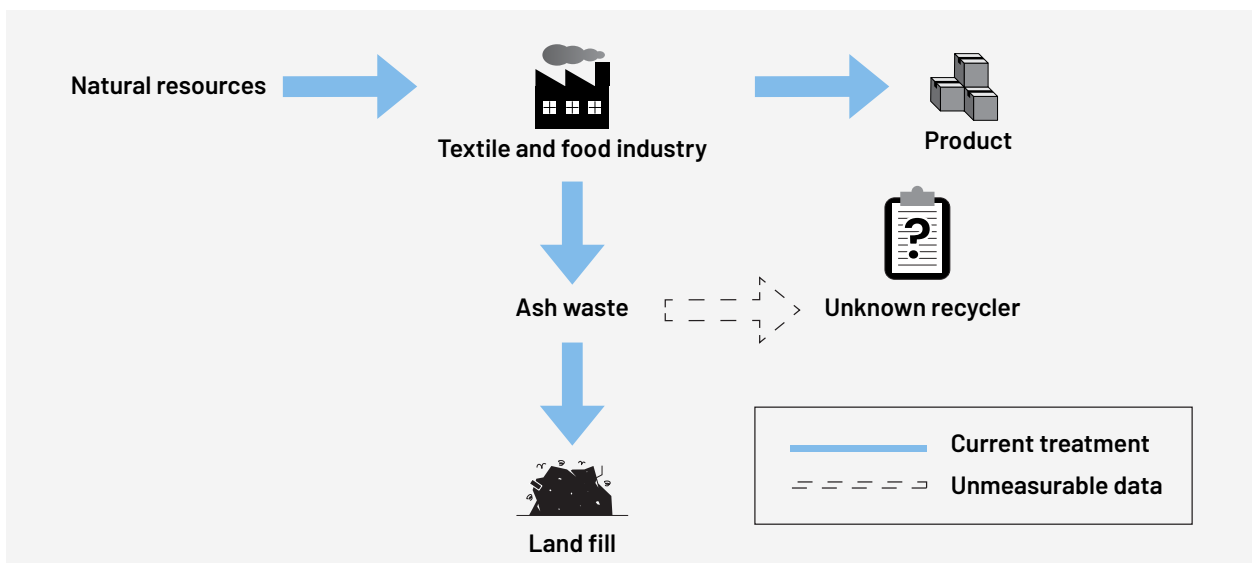 Natural resources
Textile and food industry
Product
?
Ash waste
Unknown recycler
Land fill
Current treatment
Unmeasurable data